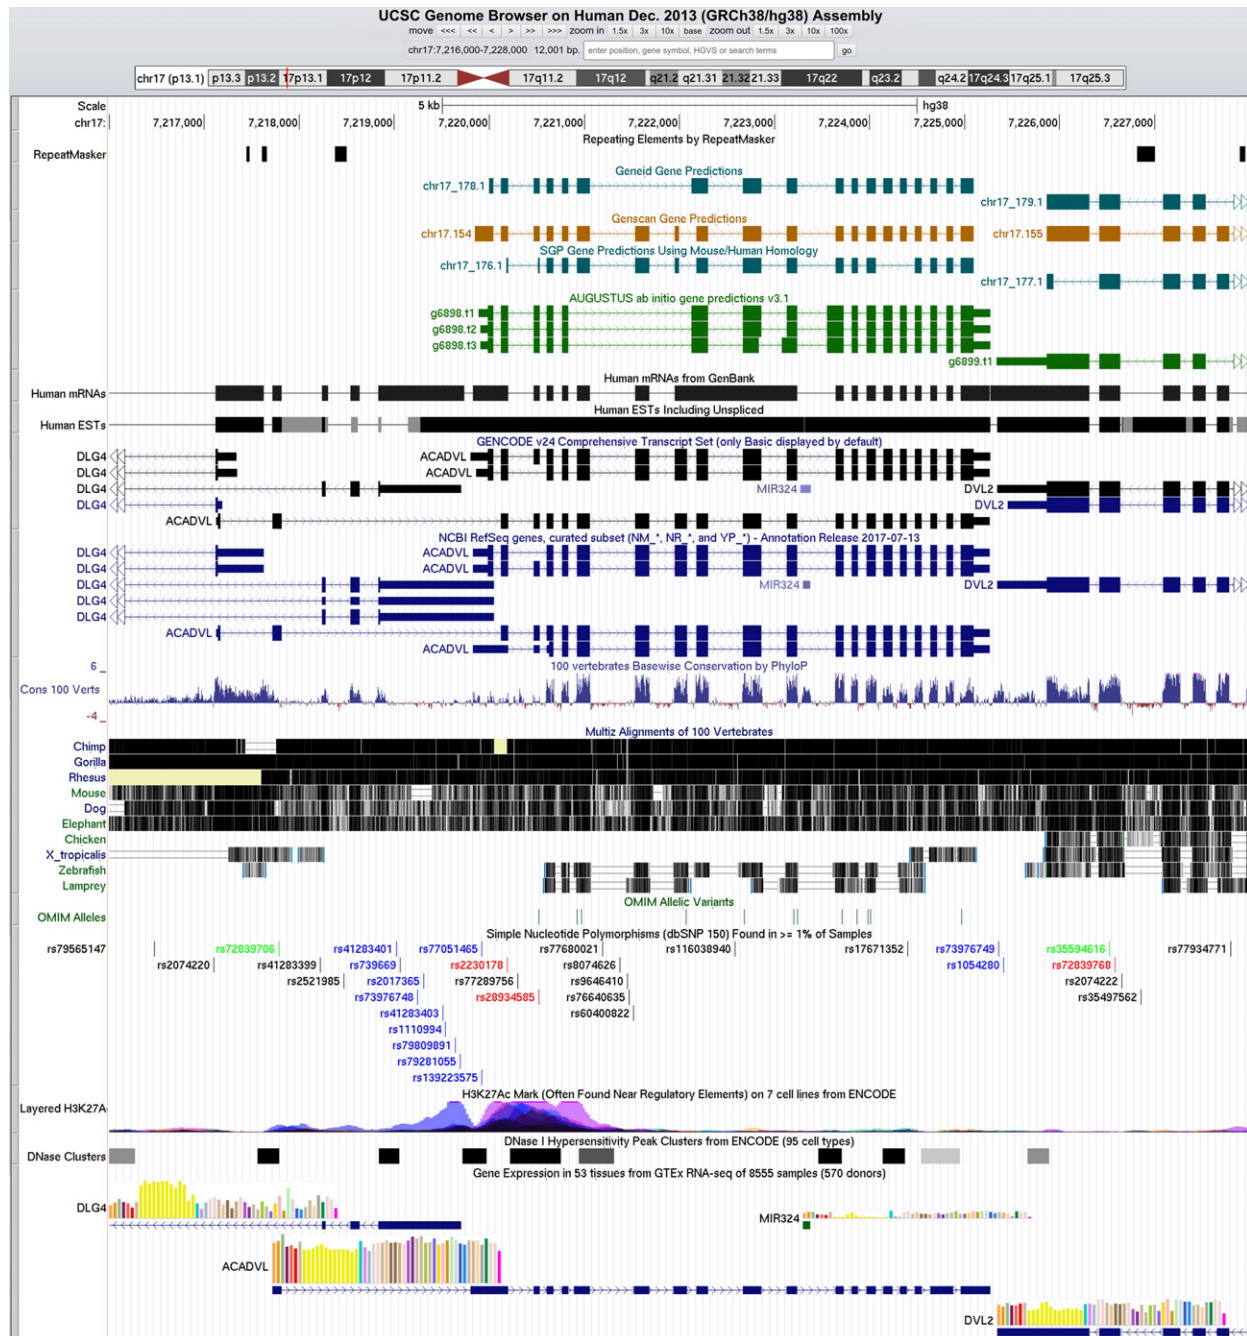 UCSC Genome Browser on Human Dec. 2013 (GRCh38/hg38) Assembly
move <<< << < > >> >>> zoom in 1.5x 3x 10x base zoom out 1.5x 3x 10x 100x
chr17:7,216,000-7,228,000 12,001 bp. enter position, gene symbol, HGVS or search terms go
chr17 (p13.1) p13.3 p13.2 17p13.1 17p12 17p11.2 17q11.2 17q12 q21.2 q21.31 21.32 21.33 17q22 q23.2 q24.2 17q24.3 17q25.1 17q25.3
Scale 5 kb hg38
chr17: 7,217,000 7,218,000 7,219,000 7,220,000 7,221,000 7,222,000 7,223,000 7,224,000 7,225,000 7,226,000 7,227,000
Repeating Elements by RepeatMasker
RepeatMasker
Geneid Gene Predictions
chr17_178.1
chr17_179.1
Genscan Gene Predictions
chr17.154 chr17.155
SGP Gene Predictions Using Mouse/Human Homology
chr17_176.1
chr17_177.1
AUGUSTUS ab initio gene predictions v3.1
g6898.t1
g6898.t2
g6898.t3
g6899.t1
Human mRNAs from GenBank
Human mRNAs
Human ESTs Including Unspliced
Human ESTs
GENCODE v24 Comprehensive Transcript Set (only Basic displayed by default)
DLG4 ACADVL
DLG4 ACADVL
DLG4 MIR324 DVL2
DLG4 DVL2
ACADVL
NCBI RefSeq genes, curated subset (NM_*, NR_*, and YP_*) - Annotation Release 2017-07-13
DLG4 ACADVL
DLG4 ACADVL
DLG4 MIR324 DVL2
DLG4
DLG4
ACADVL
ACADVL
100 vertebrates Basewise Conservation by PhyloP
6 _
Cons 100 Verts
-4 _
Multiz Alignments of 100 Vertebrates
Chimp
Gorilla
Rhesus
Mouse
Dog
Elephant
Chicken
X_tropicalis
Zebrafish
Lamprey
OMIM Allelic Variants
OMIM Alleles
Simple Nucleotide Polymorphisms (dbSNP 150) Found in >= 1% of Samples
rs79565147 rs72839706 rs41283401 rs77051465 rs77680021 rs116038940 rs17671352 rs73976749 rs35594616 rs77934771
rs2074220 rs41283399 rs739669 rs2230178 rs8074626 rs1054280 rs72839768
rs2521985 rs2017365 rs77289756 rs9646410 rs2074222
rs73976748 rs28934585 rs76640635 rs35497562
rs41283403 rs60400822
rs1110994
rs79809891
rs79281055
rs139223575
H3K27Ac Mark (Often Found Near Regulatory Elements) on 7 cell lines from ENCODE
Layered H3K27A
DNase I Hypersensitivity Peak Clusters from ENCODE (95 cell types)
DNase Clusters
Gene Expression in 53 tissues from GTEx RNA-seq of 8555 samples (570 donors)
DLG4
MIR324
ACADVL
DVL2